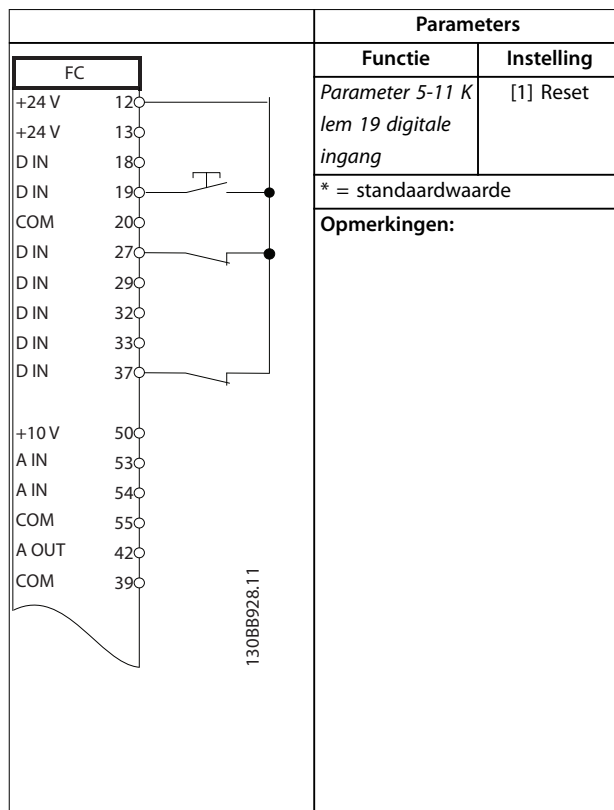 Parameters
Functie Instelling
FC
+24 V 12
+24 V 13
D IN 18
D IN 19
COM 20
D IN 27
D IN 29
D IN 32
D IN 33
D IN 37
+10 V 50
A IN 53
A IN 54
COM 55
A OUT 42
COM 39
130BB928.11
Parameter 5-11 K [1] Reset
lem 19 digitale
ingang
* = standaardwaarde
Opmerkingen: